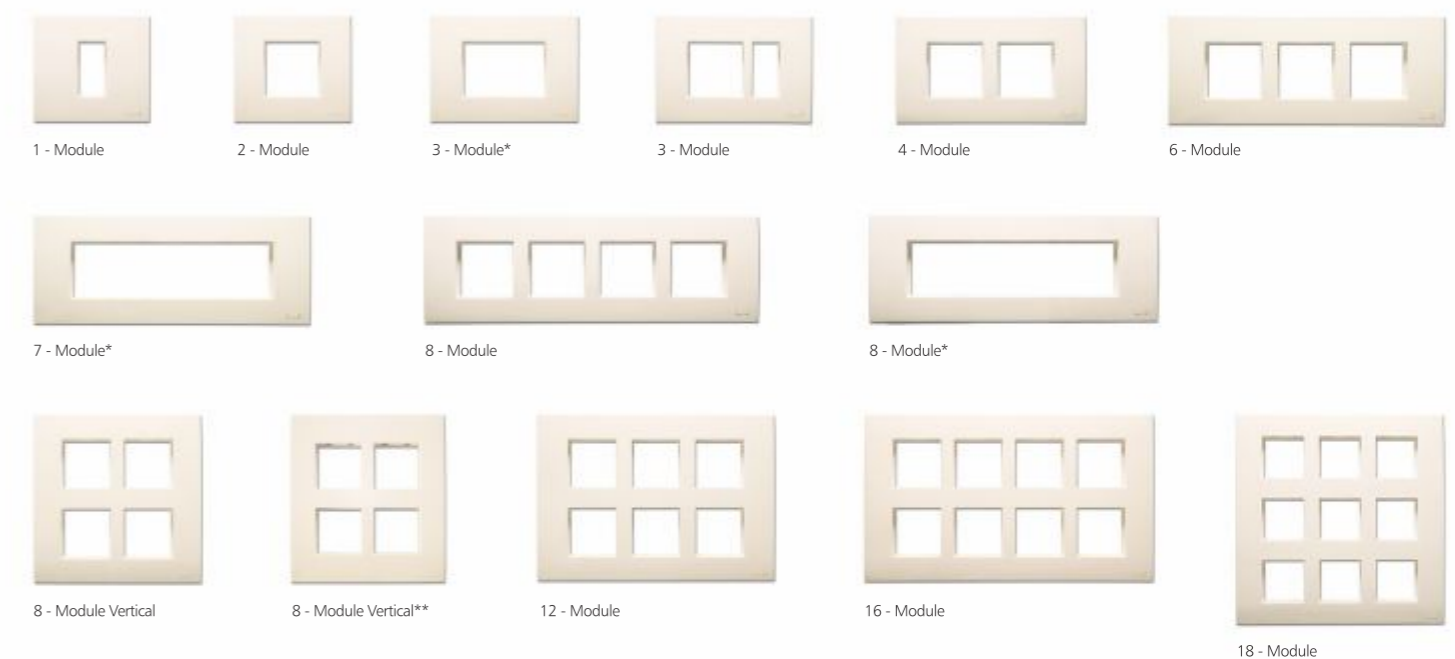 1 - Module
2 - Module
3 - Module*
3 - Module
4 - Module
6 - Module
7 - Module*
8 - Module
8 - Module*
8 - Module Vertical
8 - Module Vertical**
12 - Module
16 - Module
18 - Module